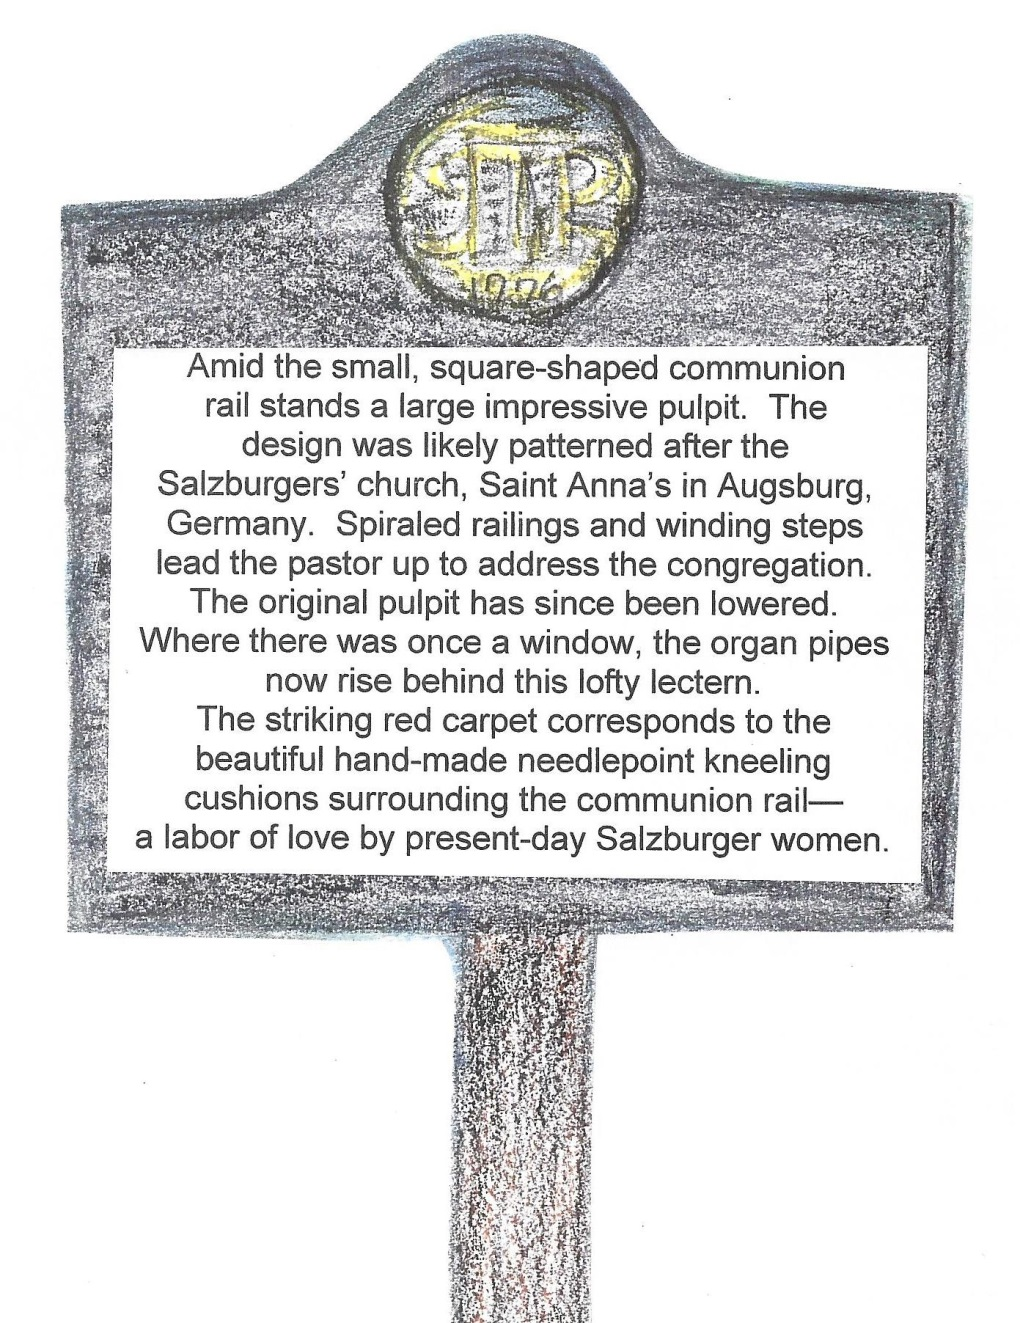 1996
Amid the small, square-shaped communion
rail stands a large impressive pulpit.  The
design was likely patterned after the
Salzburgers' church, Saint Anna's in Augsburg,
Germany.  Spiraled railings and winding steps
lead the pastor up to address the congregation.
The original pulpit has since been lowered.
Where there was once a window, the organ pipes
now rise behind this lofty lectern.
The striking red carpet corresponds to the
beautiful hand-made needlepoint kneeling
cushions surrounding the communion rail—
a labor of love by present-day Salzburger women.